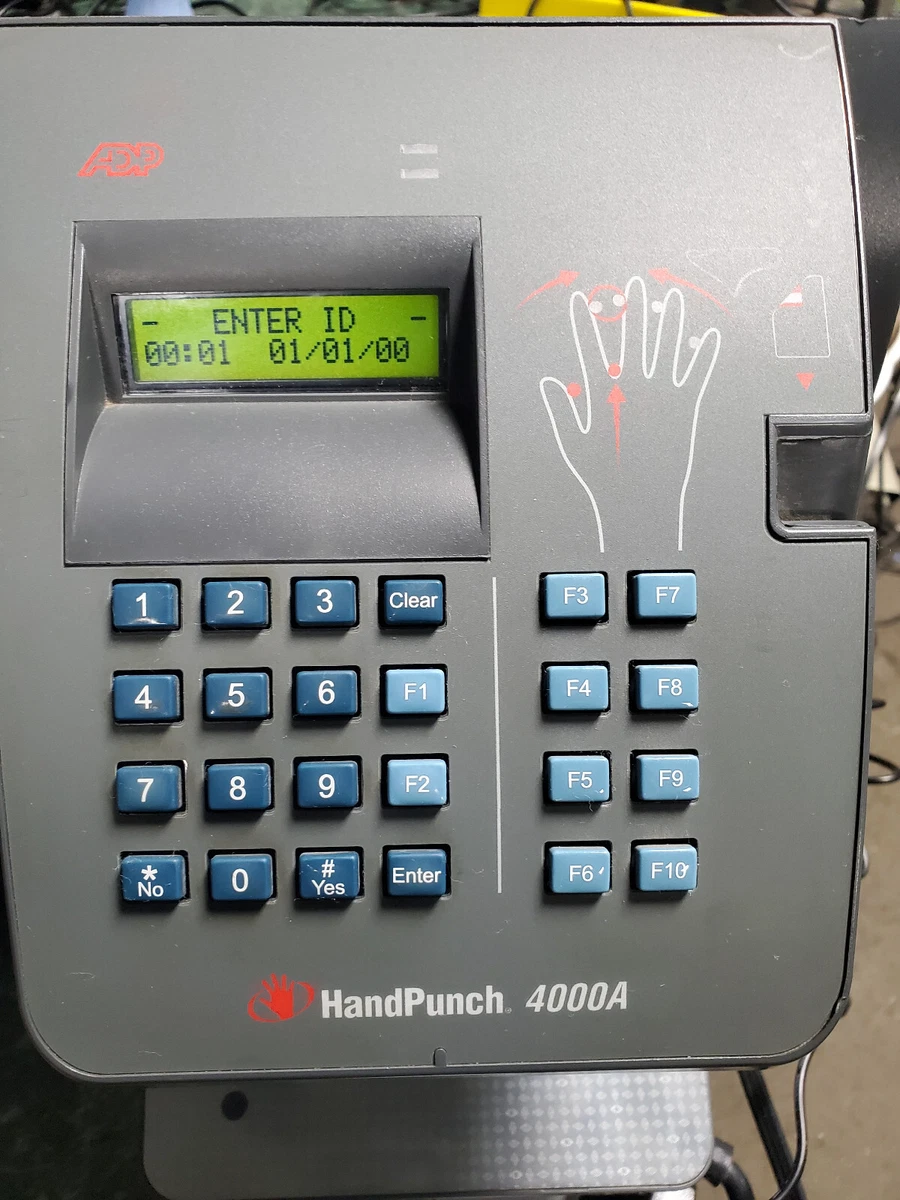 ADP
- ENTER ID -
00:01 01/01/00
1 2 3 Clear
4 5 6 F1
7 8 9 F2
* No 0 # Yes Enter
F3 F7
F4 F8
F5 F9
F6 F10
HandPunch 4000A